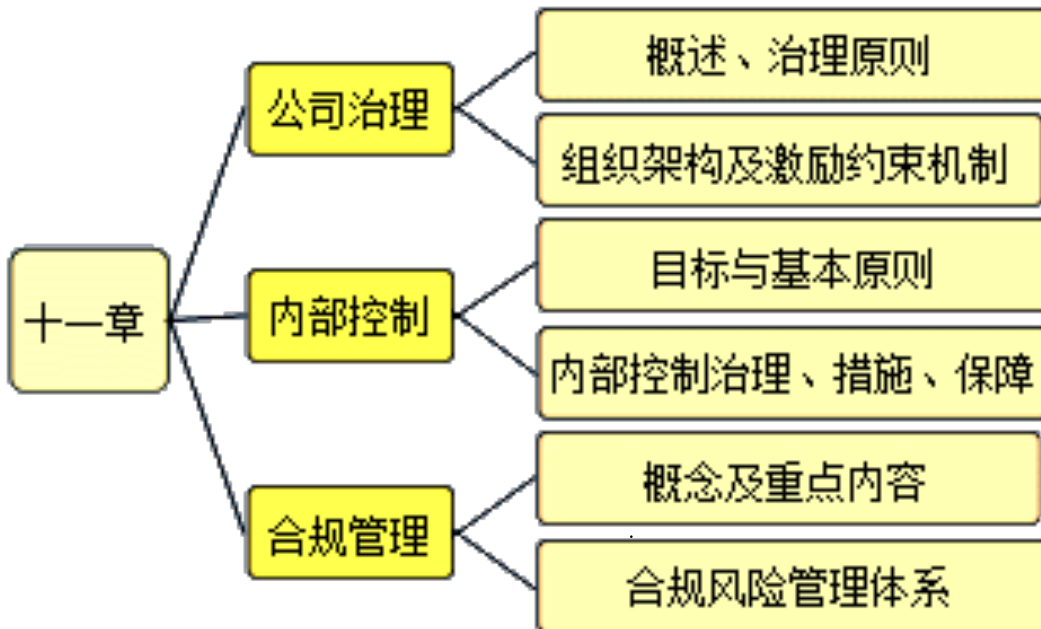 十一章
公司治理
概述、治理原则
组织架构及激励约束机制
内部控制
目标与基本原则
内部控制治理、措施、保障
合规管理
概念及重点内容
合规风险管理体系